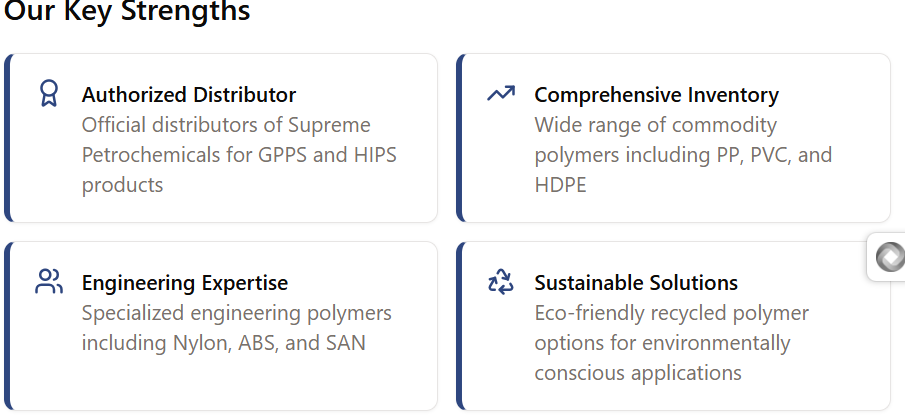 Our Key Strengths
Authorized Distributor
Official distributors of Supreme
Petrochemicals for GPPS and HIPS
products
Comprehensive Inventory
Wide range of commodity
polymers including PP, PVC, and
HDPE
Engineering Expertise
Specialized engineering polymers
including Nylon, ABS, and SAN
Sustainable Solutions
Eco-friendly recycled polymer
options for environmentally
conscious applications